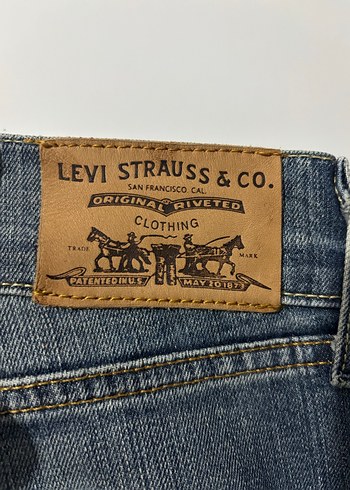 LEVI STRAUSS & CO.
SAN FRANCISCO. CAL.
ORIGINAL RIVETED
CLOTHING
TRADE MARK
PATENTED IN U.S. MAY 20 1873